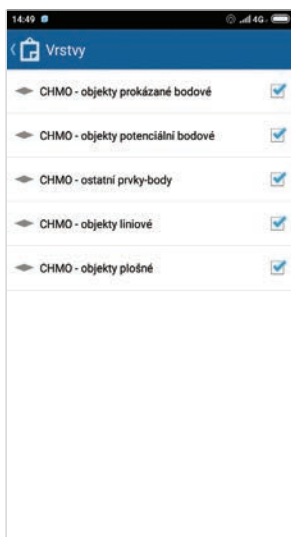 14:49 4G
Vrstvy
CHMO - objekty prokázané bodové
CHMO - objekty potenciální bodové
CHMO - ostatní prvky-body
CHMO - objekty liniové
CHMO - objekty plošné